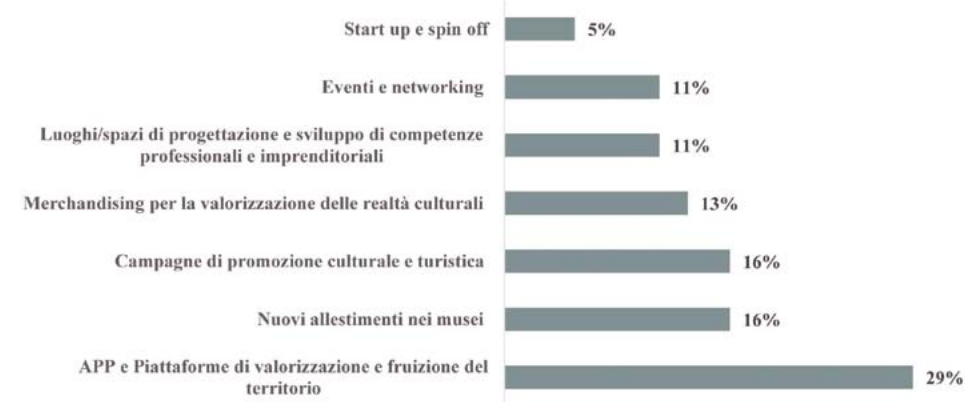 Start up e spin off
5%
Eventi e networking
11%
Luoghi/spazi di progettazione e sviluppo di competenze
professionali e imprenditoriali
11%
Merchandising per la valorizzazione delle realtà culturali
13%
Campagne di promozione culturale e turistica
16%
Nuovi allestimenti nei musei
16%
APP e Piattaforme di valorizzazione e fruizione del
territorio
29%